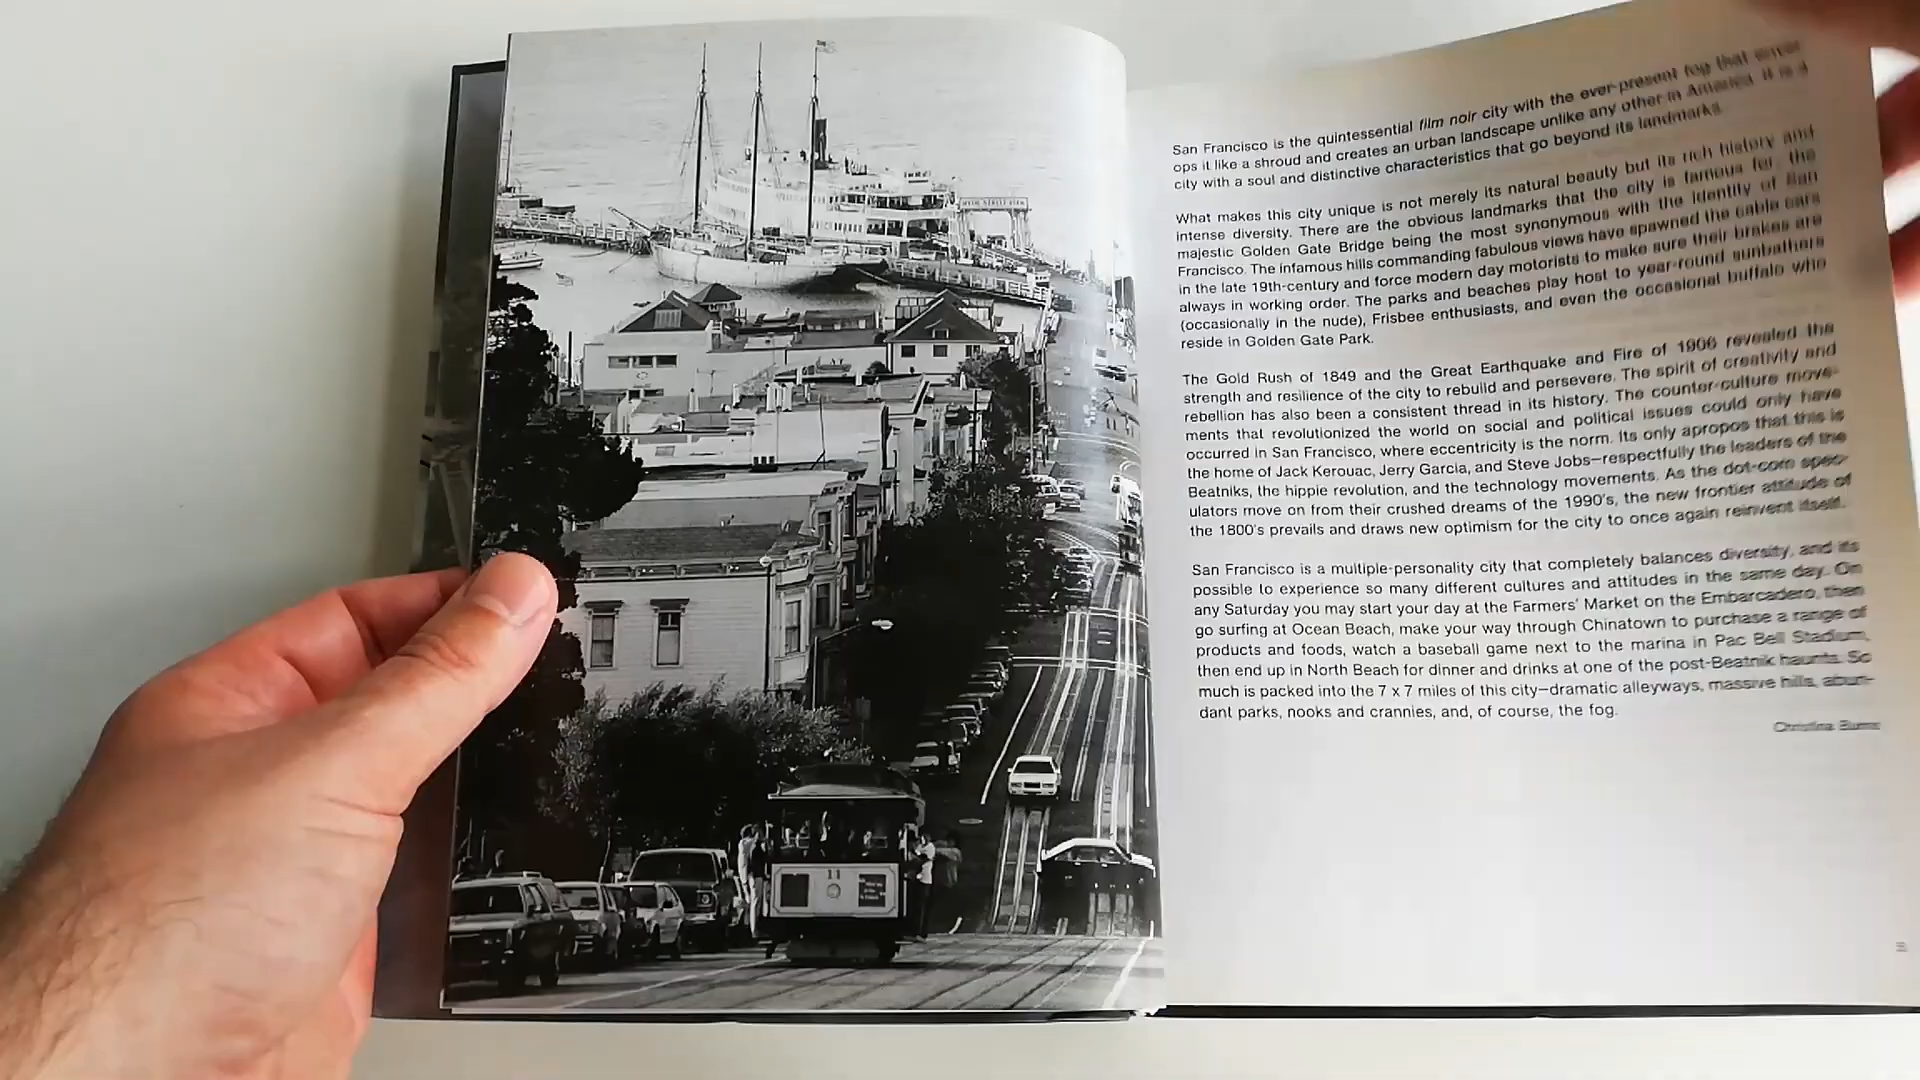 HYDE STREET PIER
11
San Francisco is the quintessential film noir city with the ever-present fog that envel-
ops it like a shroud and creates an urban landscape unlike any other in America. It is a
city with a soul and distinctive characteristics that go beyond its landmarks.
What makes this city unique is not merely its natural beauty but its rich history and
intense diversity. There are the obvious landmarks that the city is famous for, the
majestic Golden Gate Bridge being the most synonymous with the identity of San
Francisco. The infamous hills commanding fabulous views have spawned the cable cars
in the late 19th-century and force modern day motorists to make sure their brakes are
always in working order. The parks and beaches play host to year-round sunbathers
(occasionally in the nude), Frisbee enthusiasts, and even the occasional buffalo who
reside in Golden Gate Park.
The Gold Rush of 1849 and the Great Earthquake and Fire of 1906 revealed the
strength and resilience of the city to rebuild and persevere. The spirit of creativity and
rebellion has also been a consistent thread in its history. The counter-culture move-
ments that revolutionized the world on social and political issues could only have
occurred in San Francisco, where eccentricity is the norm. Its only apropos that this is
the home of Jack Kerouac, Jerry Garcia, and Steve Jobs—respectfully the leaders of the
Beatniks, the hippie revolution, and the technology movements. As the dot-com spec-
ulators move on from their crushed dreams of the 1990's, the new frontier attitude of
the 1800's prevails and draws new optimism for the city to once again reinvent itself.
San Francisco is a multiple-personality city that completely balances diversity, and its
possible to experience so many different cultures and attitudes in the same day. On
any Saturday you may start your day at the Farmers' Market on the Embarcadero, then
go surfing at Ocean Beach, make your way through Chinatown to purchase a range of
products and foods, watch a baseball game next to the marina in Pac Bell Stadium,
then end up in North Beach for dinner and drinks at one of the post-Beatnik haunts. So
much is packed into the 7 x 7 miles of this city—dramatic alleyways, massive hills, abun-
dant parks, nooks and crannies, and, of course, the fog.
Christina Burns